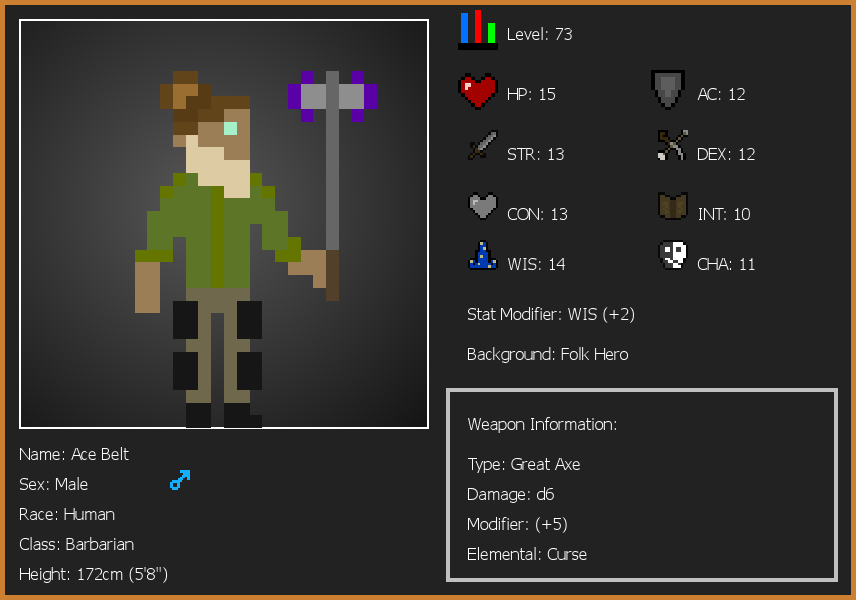 Level: 73
HP: 15
AC: 12
STR: 13
DEX: 12
CON: 13
INT: 10
WIS: 14
CHA: 11
Stat Modifier: WIS (+2)
Background: Folk Hero
Weapon Information:
Type: Great Axe
Damage: d6
Modifier: (+5)
Elemental: Curse
Name: Ace Belt
Sex: Male
Race: Human
Class: Barbarian
Height: 172cm (5'8")